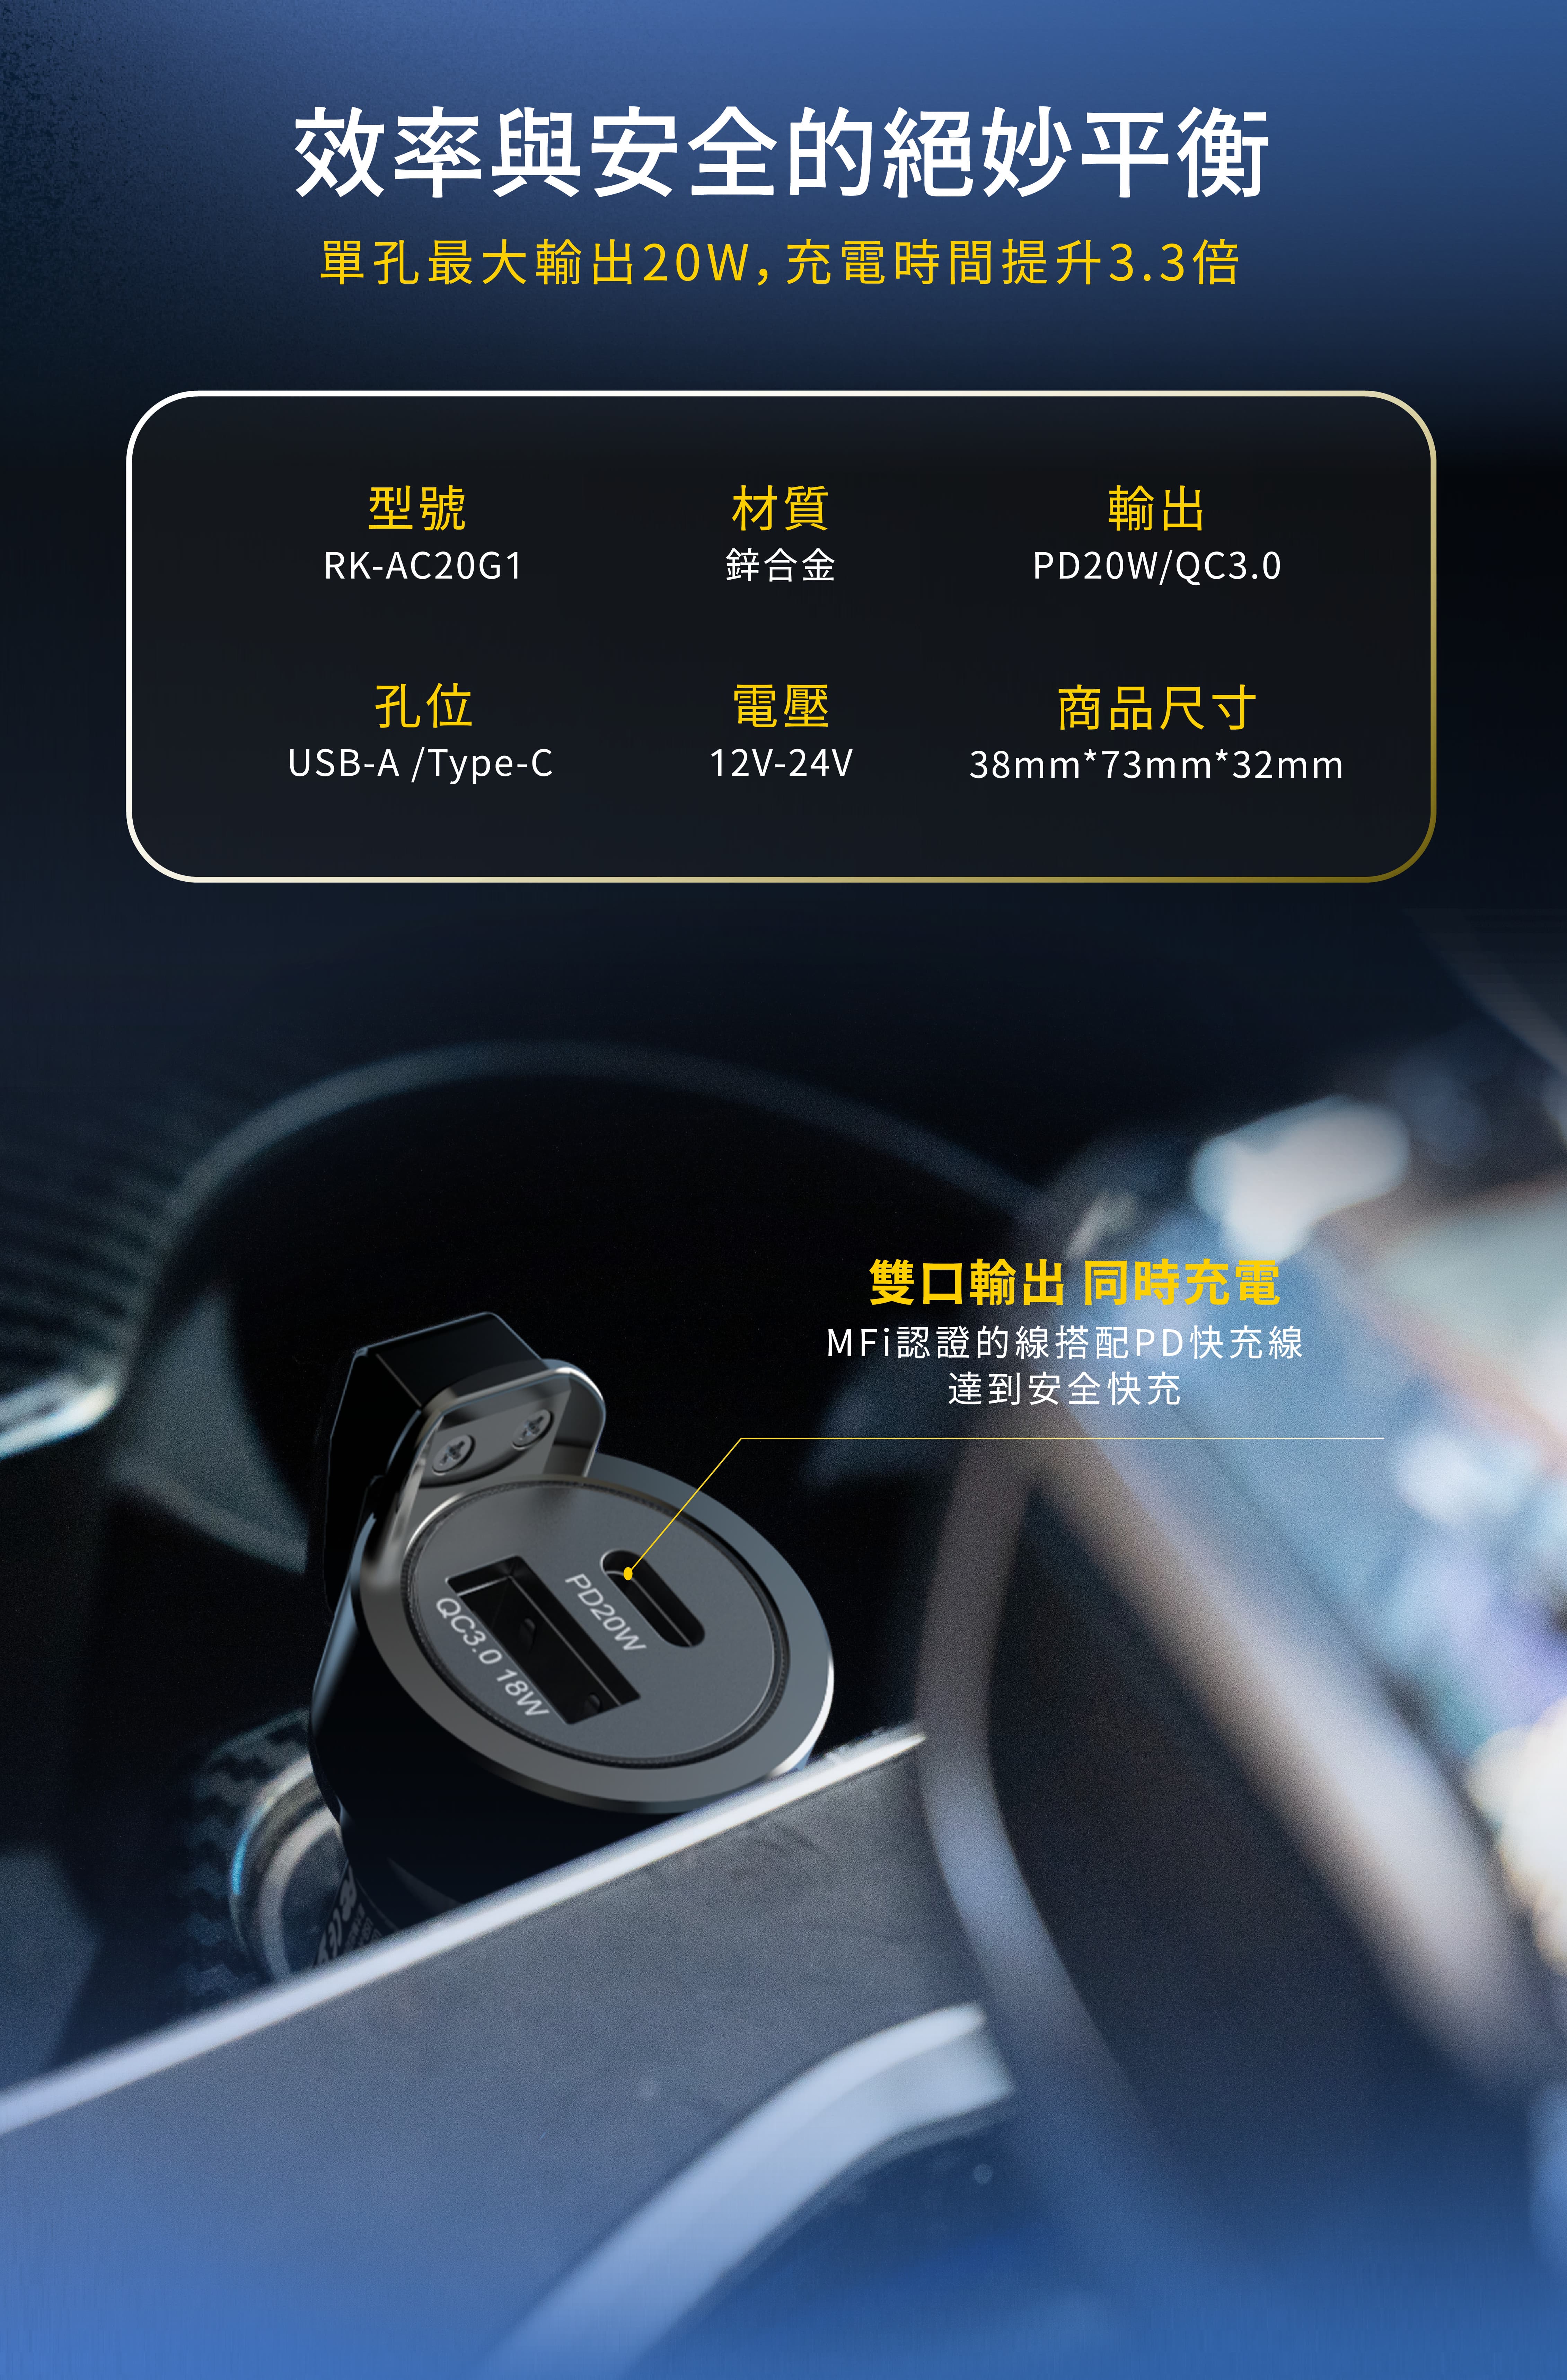 效率與安全的絕妙平衡
單孔最大輸出20W，充電時間提升3.3倍
型號
RK-AC20G1
材質
鋅合金
輸出
PD20W/QC3.0
孔位
USB-A /Type-C
電壓
12V-24V
商品尺寸
38mm*73mm*32mm
雙口輸出 同時充電
MFi認證的線搭配PD快充線
達到安全快充
PD20W
QC3.0 18W